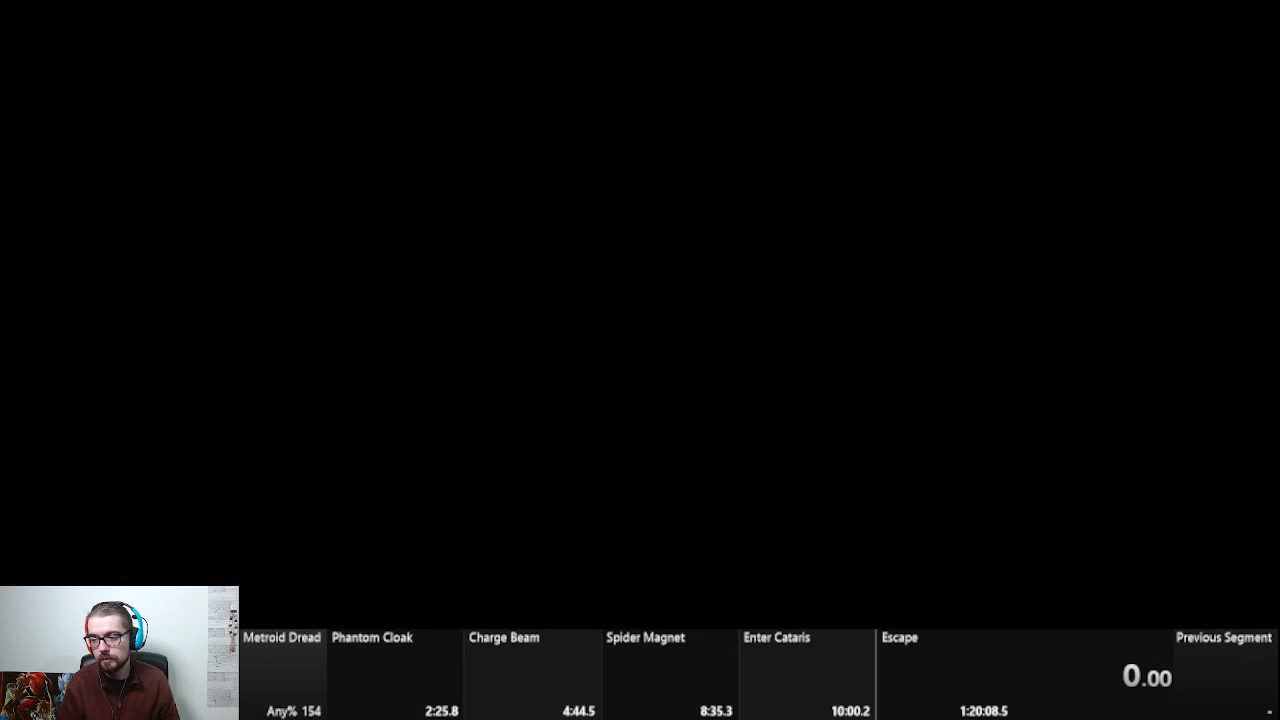 Metroid Dread
Any% 154
Phantom Cloak
2:25.8
Charge Beam
4:44.5
Spider Magnet
8:35.3
Enter Cataris
10:00.2
Escape
1:20:08.5
0.00
Previous Segment
-